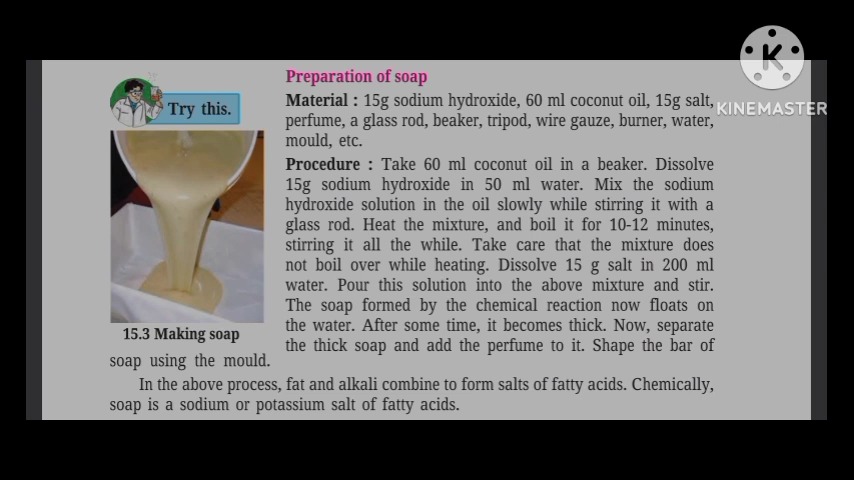 Preparation of soap
Try this.
Material : 15g sodium hydroxide, 60 ml coconut oil, 15g salt,
perfume, a glass rod, beaker, tripod, wire gauze, burner, water,
mould, etc.
Procedure : Take 60 ml coconut oil in a beaker. Dissolve
15g sodium hydroxide in 50 ml water. Mix the sodium
hydroxide solution in the oil slowly while stirring it with a
glass rod. Heat the mixture, and boil it for 10-12 minutes,
stirring it all the while. Take care that the mixture does
not boil over while heating. Dissolve 15 g salt in 200 ml
water. Pour this solution into the above mixture and stir.
The soap formed by the chemical reaction now floats on
the water. After some time, it becomes thick. Now, separate
the thick soap and add the perfume to it. Shape the bar of
soap using the mould.
15.3 Making soap
In the above process, fat and alkali combine to form salts of fatty acids. Chemically,
soap is a sodium or potassium salt of fatty acids.
K
KINEMASTER